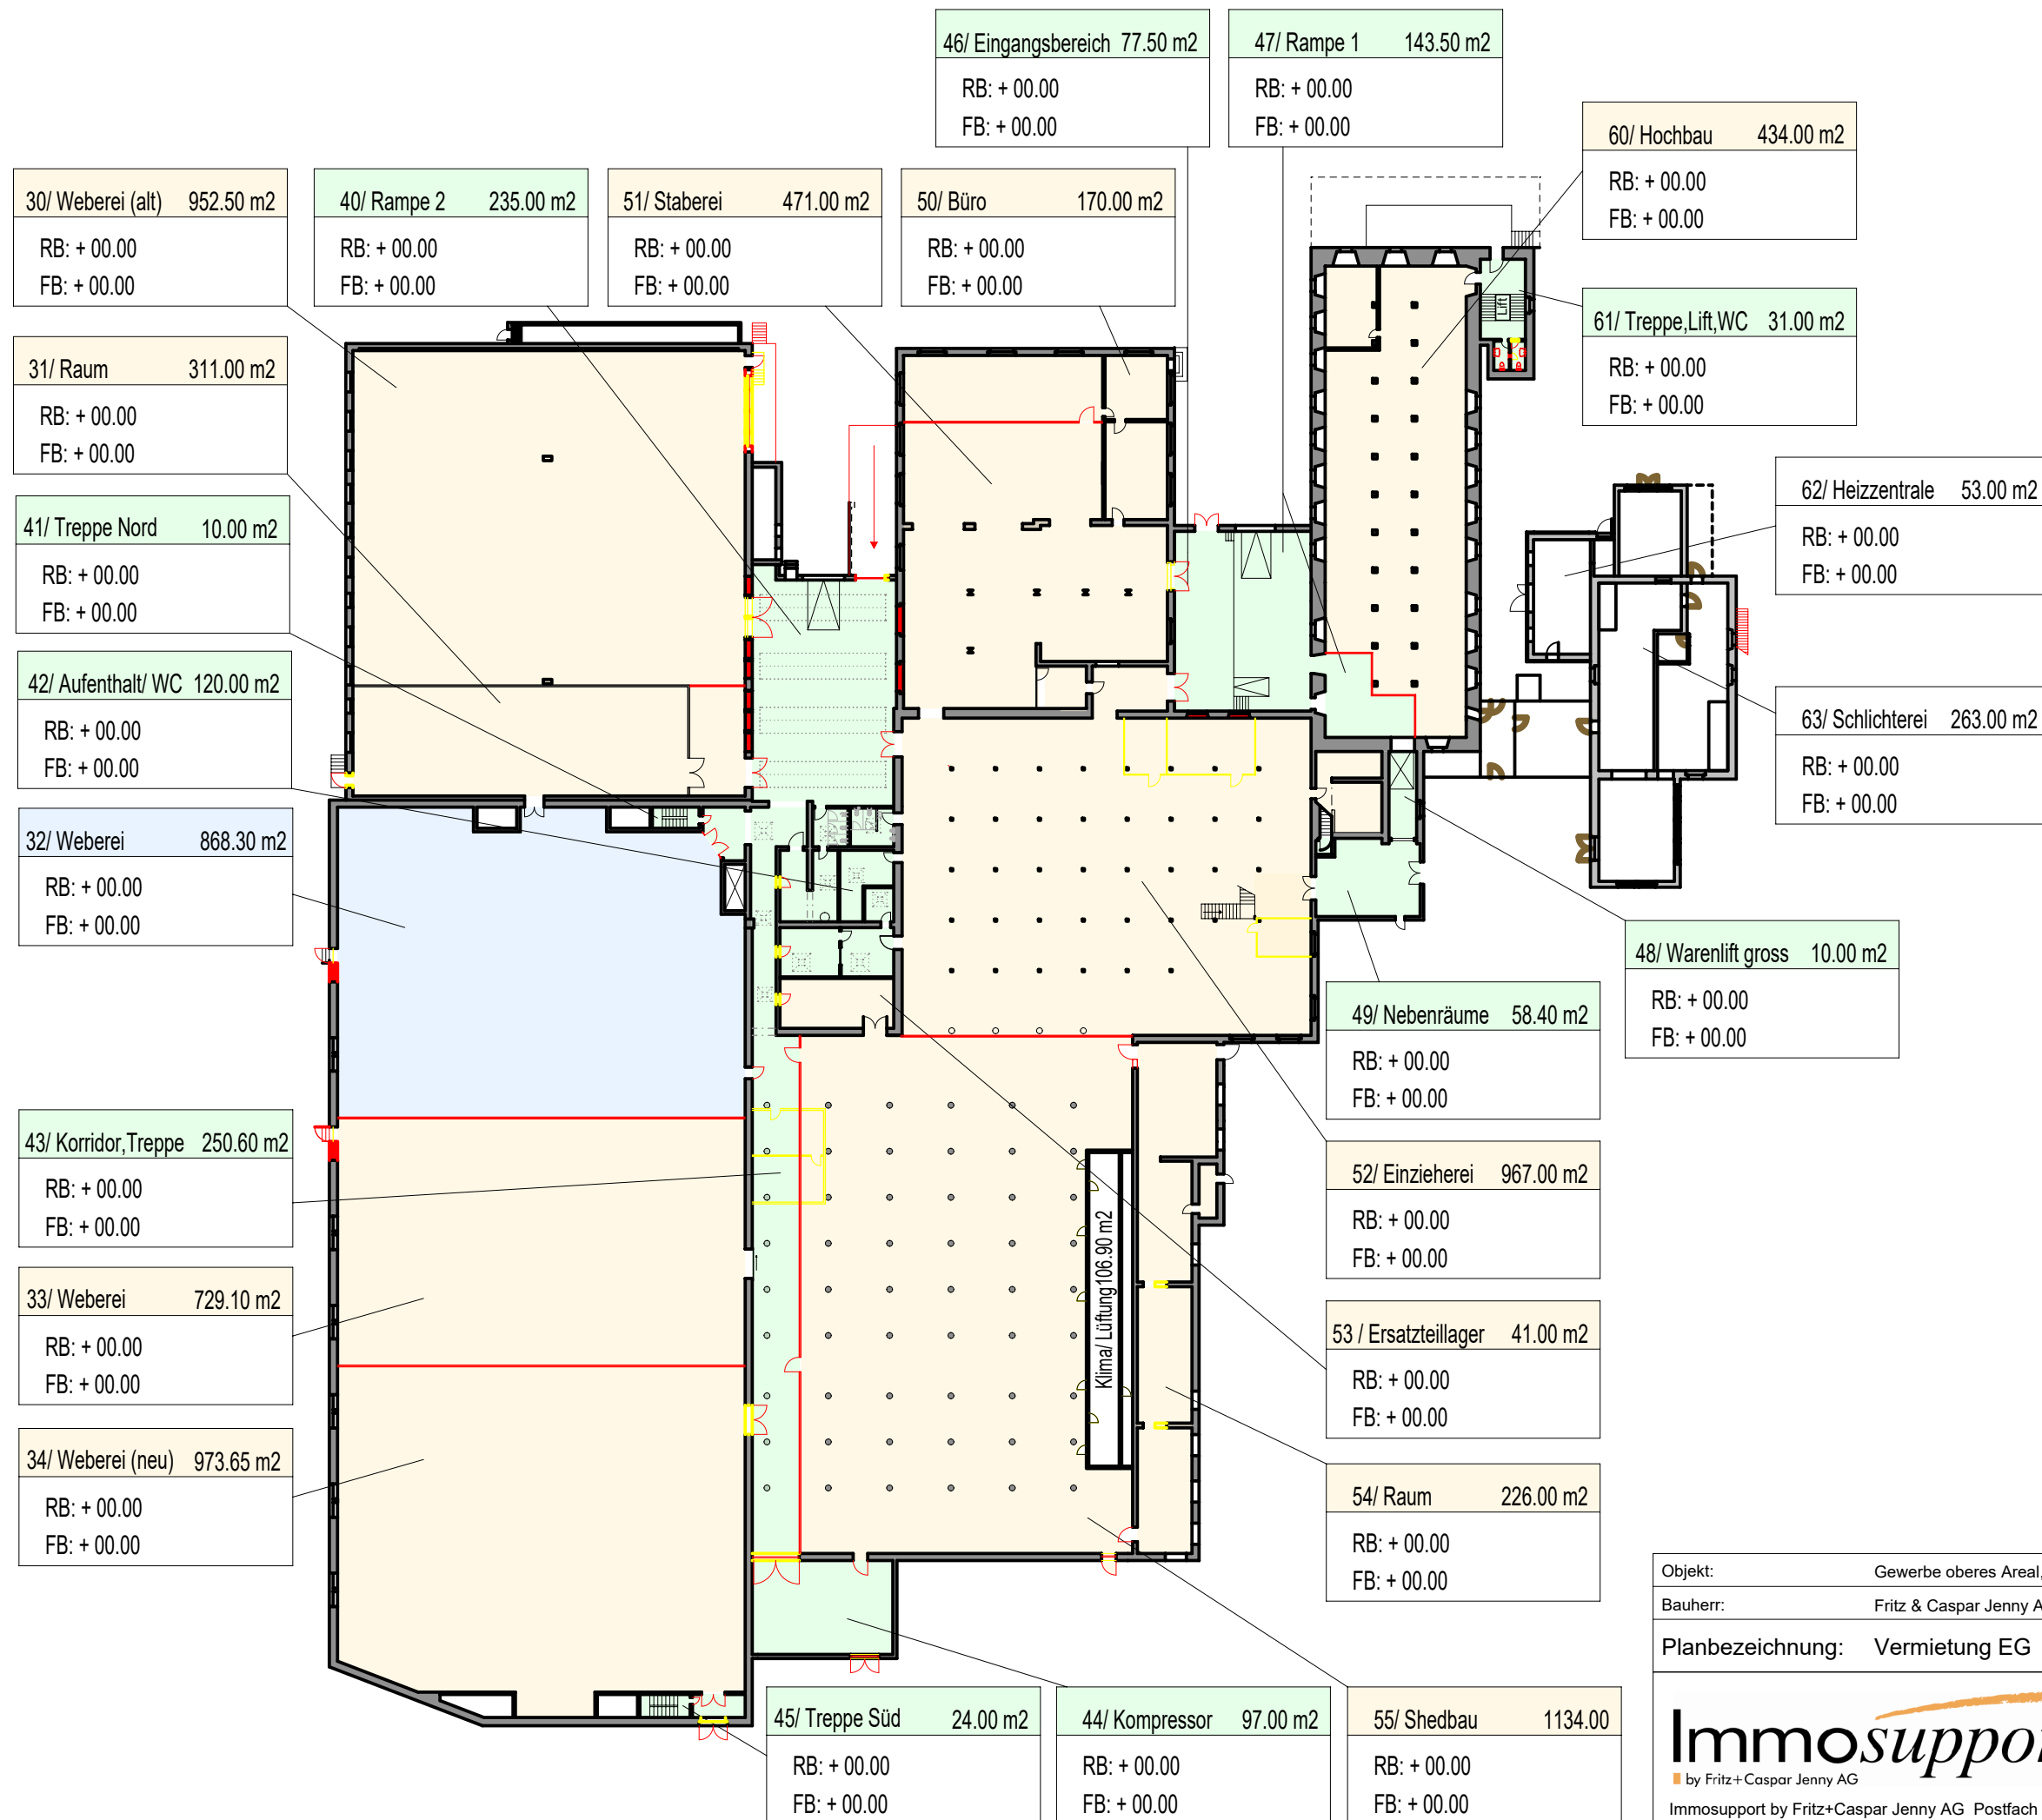 46/ Eingangsbereich 77.50 m2
RB: + 00.00
FB: + 00.00
47/ Rampe 1 143.50 m2
RB: + 00.00
FB: + 00.00
60/ Hochbau 434.00 m2
RB: + 00.00
FB: + 00.00
30/ Weberei (alt) 952.50 m2
RB: + 00.00
FB: + 00.00
40/ Rampe 2 235.00 m2
RB: + 00.00
FB: + 00.00
51/ Staberei 471.00 m2
RB: + 00.00
FB: + 00.00
50/ Büro 170.00 m2
RB: + 00.00
FB: + 00.00
Lift
61/ Treppe,Lift,WC 31.00 m2
RB: + 00.00
FB: + 00.00
31/ Raum 311.00 m2
RB: + 00.00
FB: + 00.00
62/ Heizzentrale 53.00 m2
RB: + 00.00
FB: + 00.00
41/ Treppe Nord 10.00 m2
RB: + 00.00
FB: + 00.00
42/ Aufenthalt/ WC 120.00 m2
RB: + 00.00
FB: + 00.00
63/ Schlichterei 263.00 m2
RB: + 00.00
FB: + 00.00
32/ Weberei 868.30 m2
RB: + 00.00
FB: + 00.00
48/ Warenlift gross 10.00 m2
RB: + 00.00
FB: + 00.00
49/ Nebenräume 58.40 m2
RB: + 00.00
FB: + 00.00
43/ Korridor,Treppe 250.60 m2
RB: + 00.00
FB: + 00.00
52/ Einzieherei 967.00 m2
RB: + 00.00
FB: + 00.00
Klima/ Lüftung106.90 m2
33/ Weberei 729.10 m2
RB: + 00.00
FB: + 00.00
53 / Ersatzteillager 41.00 m2
RB: + 00.00
FB: + 00.00
34/ Weberei (neu) 973.65 m2
RB: + 00.00
FB: + 00.00
54/ Raum 226.00 m2
RB: + 00.00
FB: + 00.00
45/ Treppe Süd 24.00 m2
RB: + 00.00
FB: + 00.00
44/ Kompressor 97.00 m2
RB: + 00.00
FB: + 00.00
55/ Shedbau 1134.00
RB: + 00.00
FB: + 00.00
Objekt: Gewerbe oberes Areal,
Bauherr: Fritz & Caspar Jenny A
Planbezeichnung: Vermietung EG
Immosuppo
by Fritz+Caspar Jenny AG
Immosupport by Fritz+Caspar Jenny AG Postfach